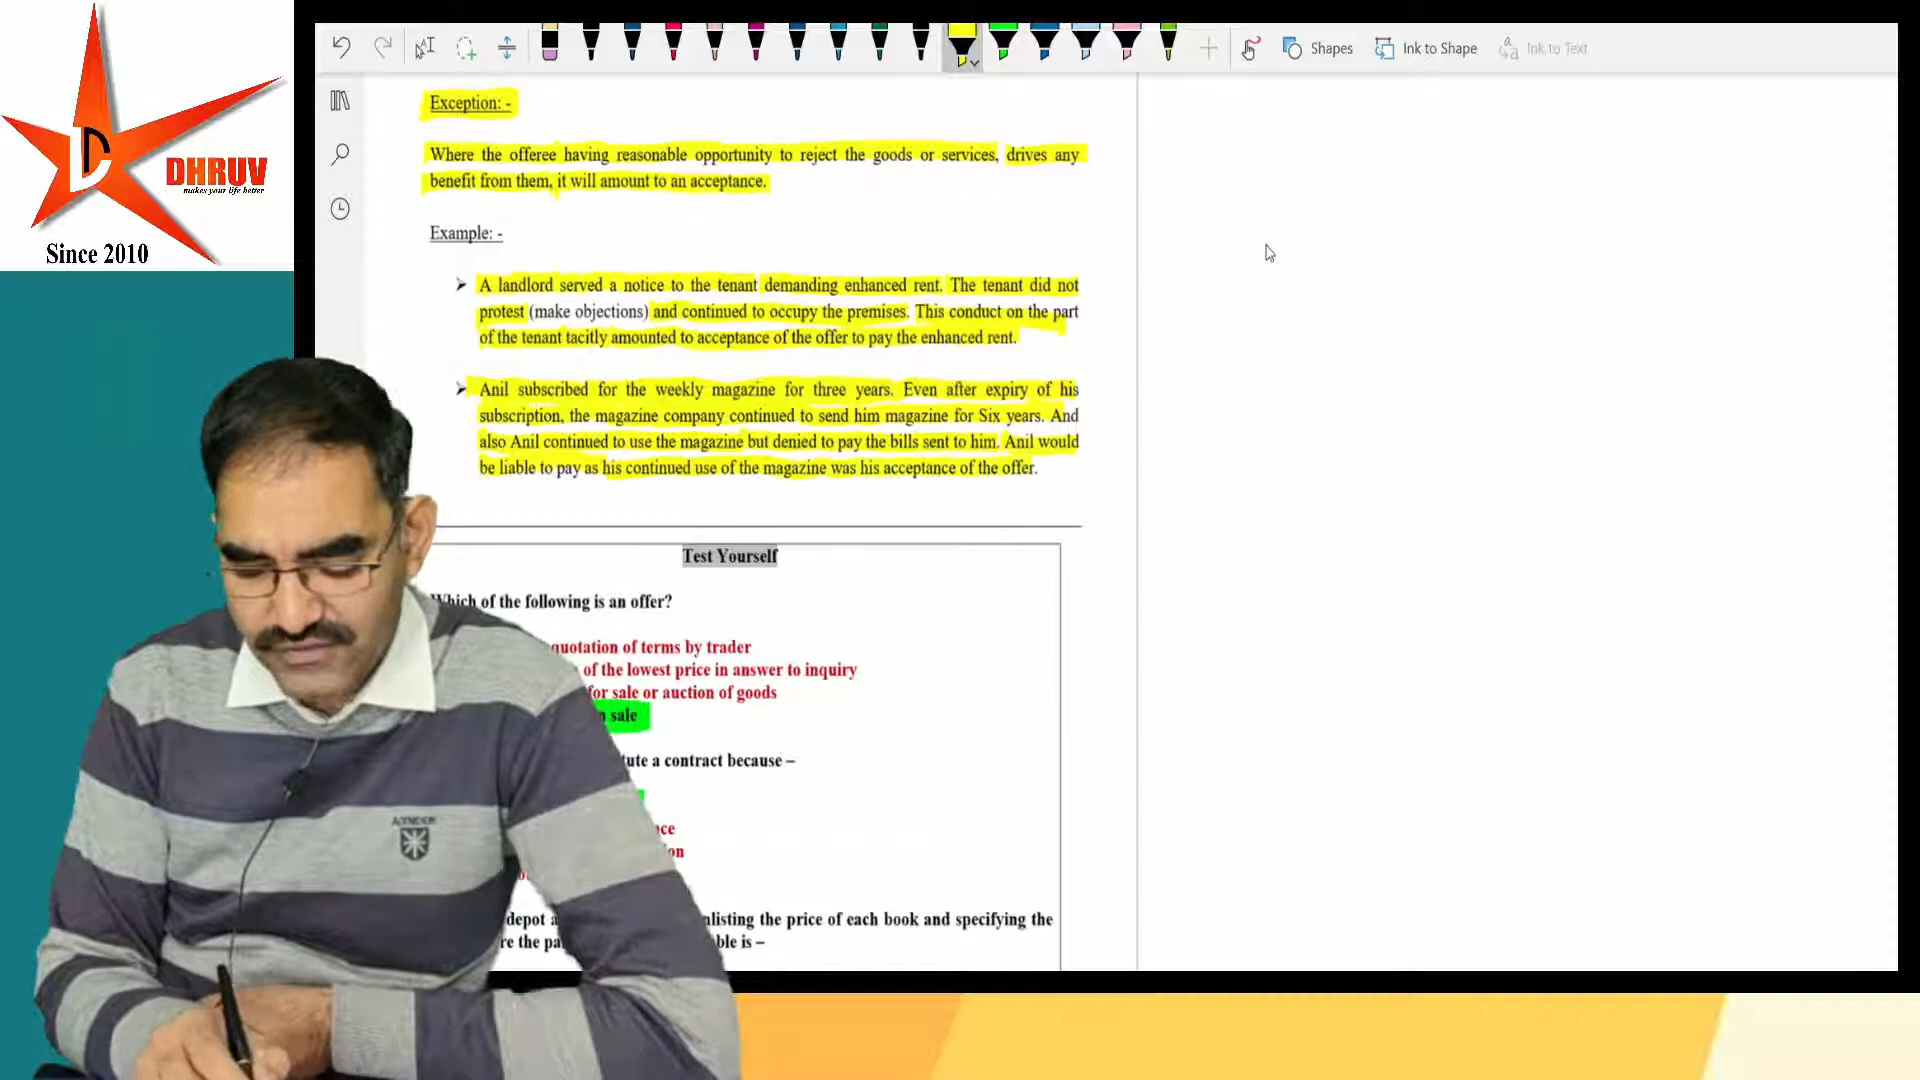 DC
DHRUV
makes your life better
Since 2010
Shapes
Ink to Shape
Ink to Text
Exception: -
Where the offeree having reasonable opportunity to reject the goods or services, drives any
benefit from them, it will amount to an acceptance.
Example: -
➤ A landlord served a notice to the tenant demanding enhanced rent. The tenant did not
protest (make objections) and continued to occupy the premises. This conduct on the part
of the tenant tacitly amounted to acceptance of the offer to pay the enhanced rent.
➤ Anil subscribed for the weekly magazine for three years. Even after expiry of his
subscription, the magazine company continued to send him magazine for Six years. And
also Anil continued to use the magazine but denied to pay the bills sent to him. Anil would
be liable to pay as his continued use of the magazine was his acceptance of the offer.
Test Yourself
Which of the following is an offer?
quotation of terms by trader
of the lowest price in answer to inquiry
for sale or auction of goods
sale
a contract because –
depot
the price of each book and specifying the
the
is –